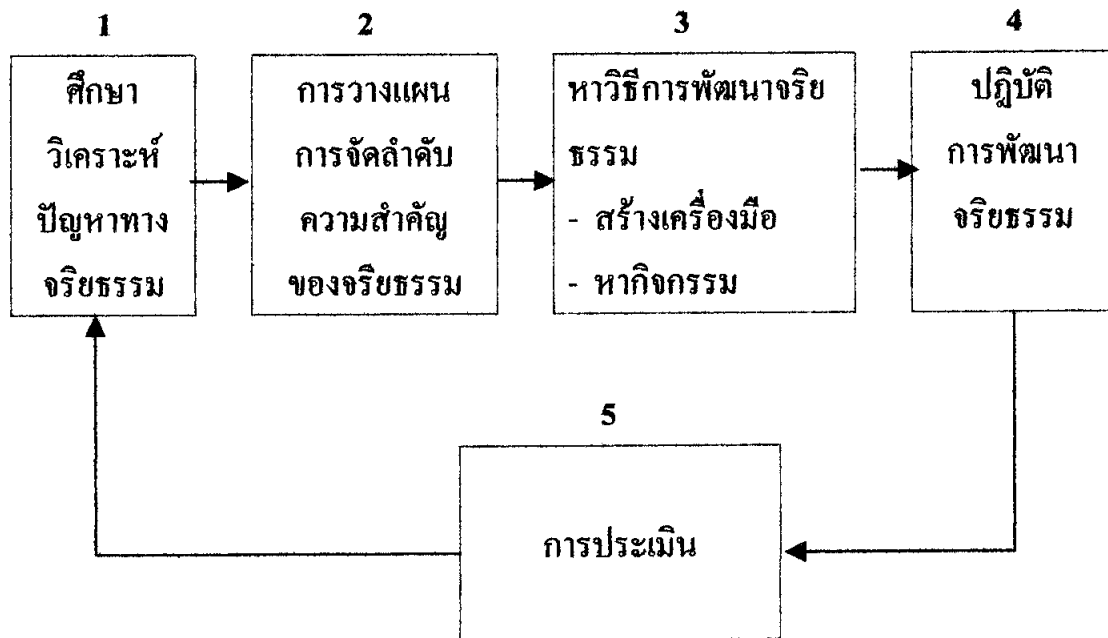 1
ศึกษา
วิเคราะห์
ปัญหาทาง
จริยธรรม
2
การวางแผน
การจัดลำดับ
ความสำคัญ
ของจริยธรรม
3
หาวิธีการพัฒนาจริย
ธรรม
- สร้างเครื่องมือ
- หากิจกรรม
4
ปฎิบัติ
การพัฒนา
จริยธรรม
5
การประเมิน